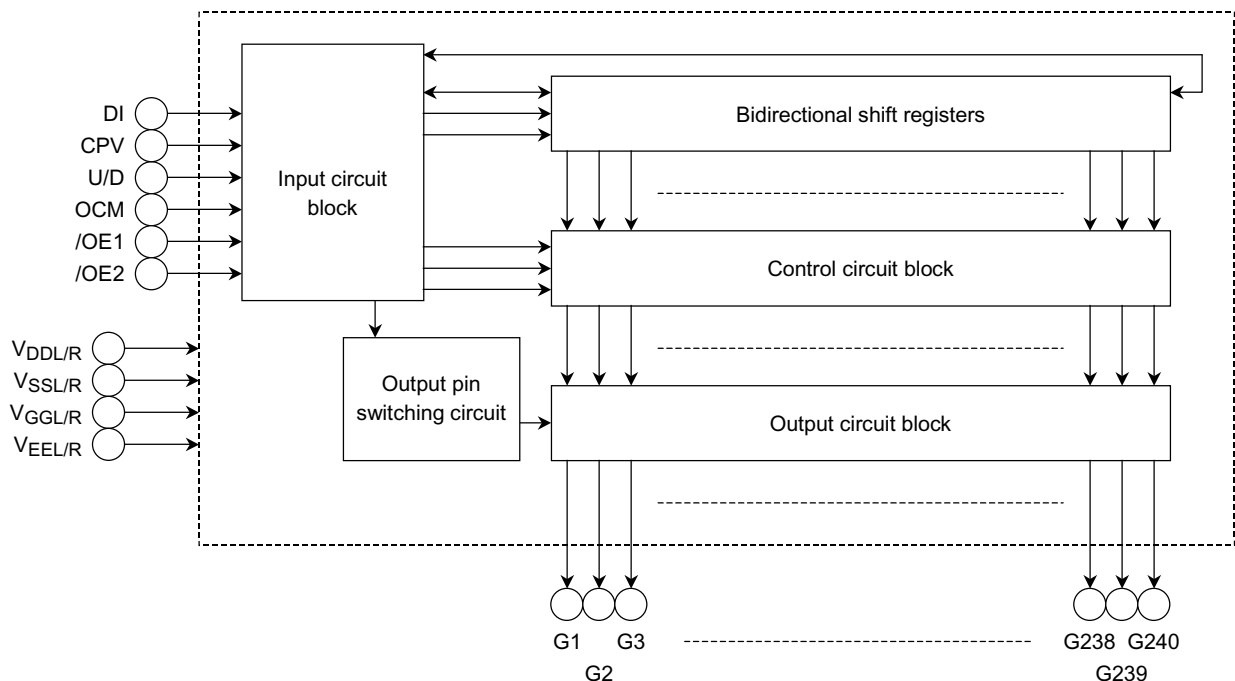 DI
CPV
U/D
OCM
/OE1
/OE2
VDDL/R
VSSL/R
VGGL/R
VEEL/R
Input circuit
block
Bidirectional shift registers
Control circuit block
Output pin
switching circuit
Output circuit block
G1
G3
G238
G240
G2
G239